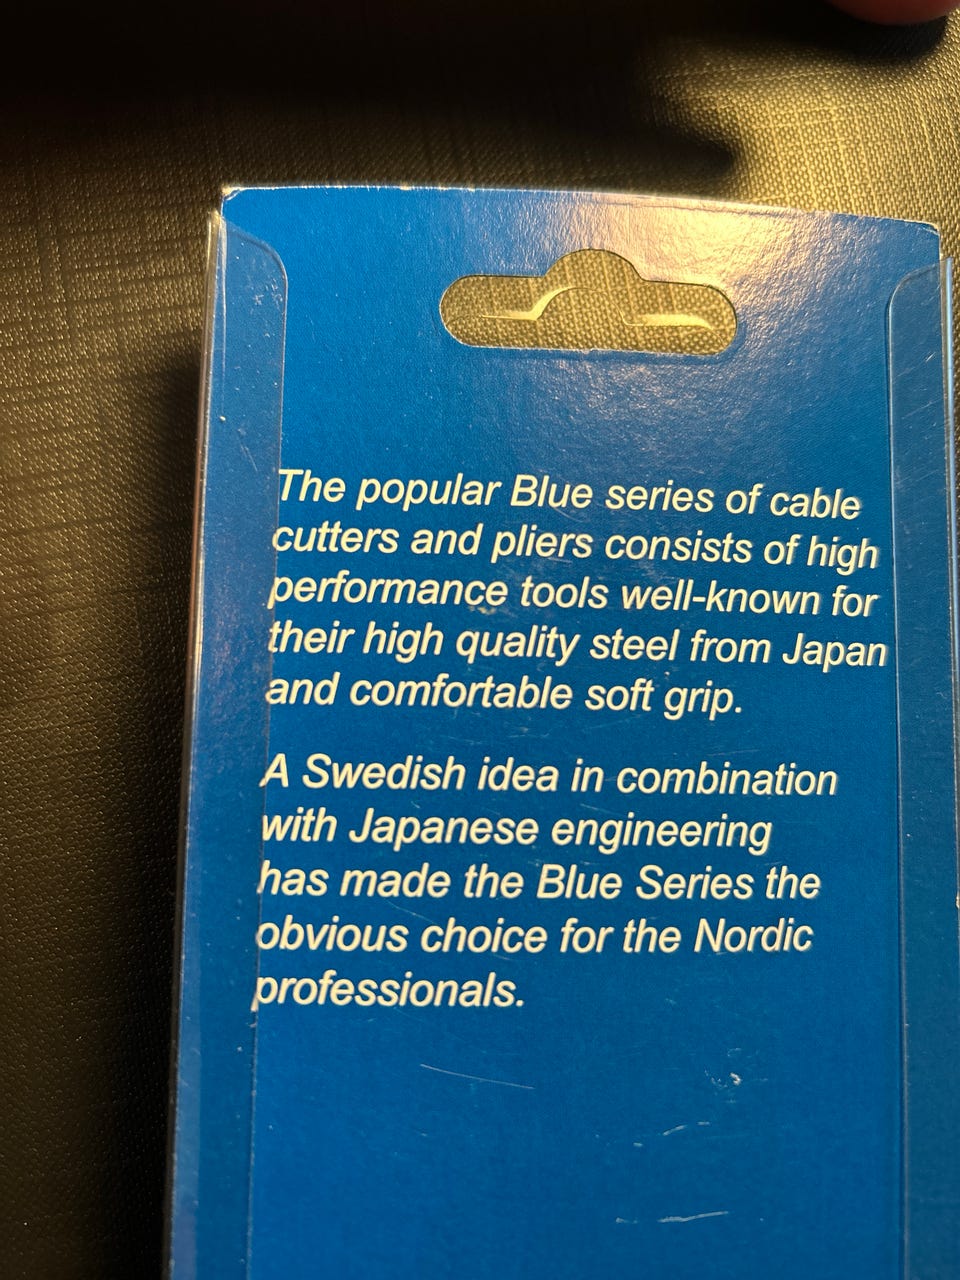 The popular Blue series of cable
cutters and pliers consists of high
performance tools well-known for
their high quality steel from Japan
and comfortable soft grip.
A Swedish idea in combination
with Japanese engineering
has made the Blue Series the
obvious choice for the Nordic
professionals.